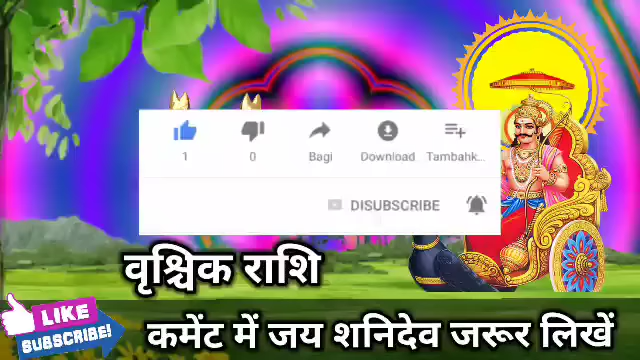 1 0 Bagi Download Tambahk...
DISUBSCRIBE
वृश्चिक राशि
LIKE
SUBSCRIBE!
कमेंट में जय शनिदेव जरूर लिखें